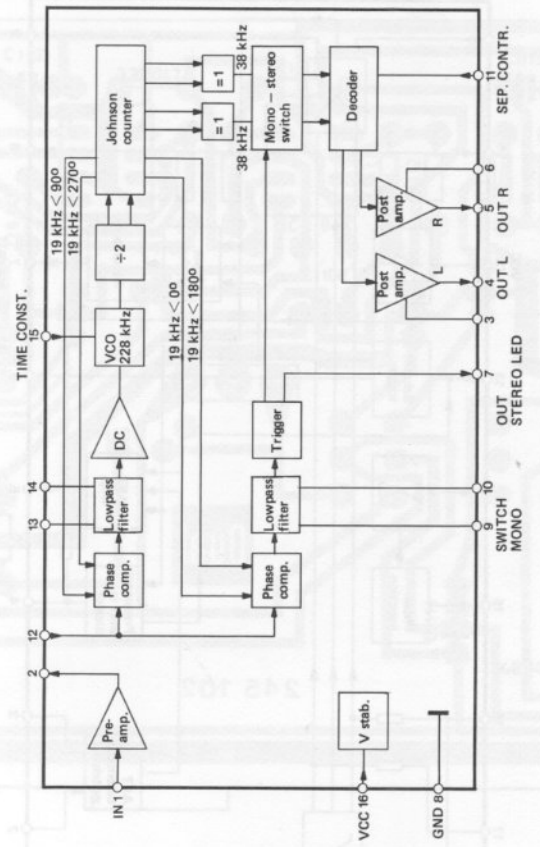 TIME CONST.
2
12
13
14
15
IN 1
Pre-
amp.
Phase
comp.
Lowpass
filter
DC
VCO
228 kHz
÷2
Johnson
counter
19 kHz < 90°
19 kHz < 270°
19 kHz < 0°
19 kHz < 180°
= 1
= 1
38 kHz
38 kHz
Mono – stereo
switch
Decoder
Phase
comp.
Lowpass
filter
Trigger
Post
amp.
L
Post
amp.
R
VCC 16
V stab.
GND 8
9
10
7
3
4
5
6
11
SWITCH
MONO
OUT
STEREO LED
OUT L
OUT R
SEP. CONTR.
245 162